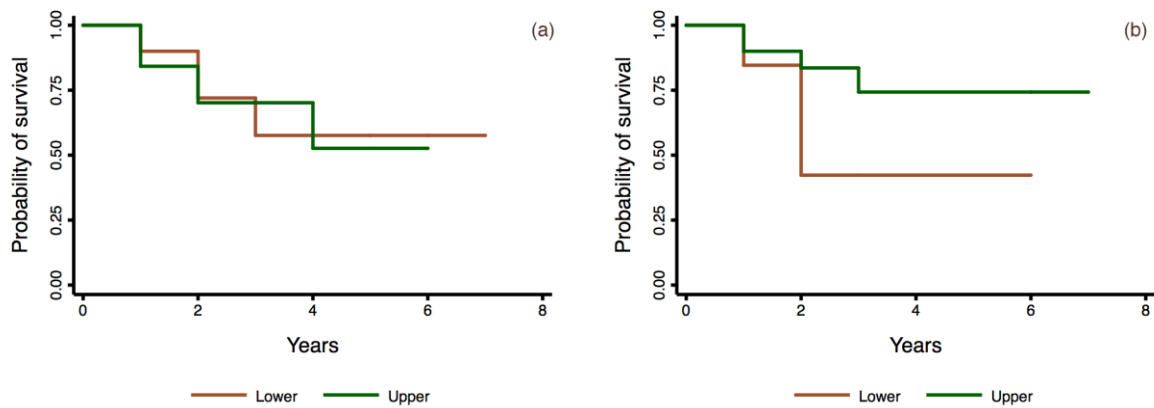 (a)
Probability of survival
1.00
0.75
0.50
0.25
0.00
0 2 4 6 8
Years
Lower Upper
(b)
Probability of survival
1.00
0.75
0.50
0.25
0.00
0 2 4 6 8
Years
Lower Upper